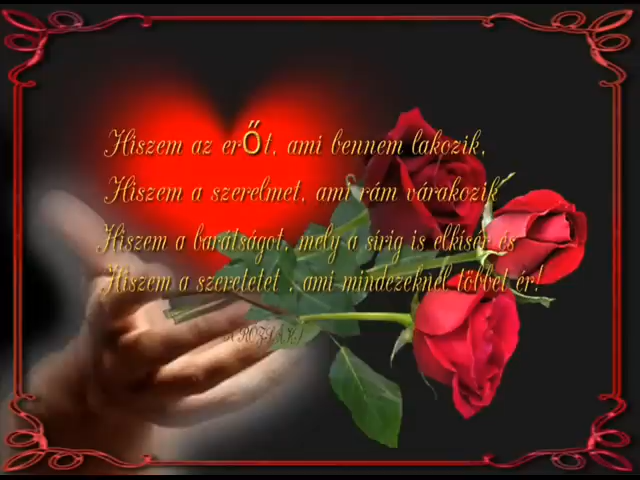 Hiszem az erŐt, ami bennem lakozik,
Hiszem a szerelmet, ami rám várakozik
Hiszem a barátságot, mely a sírig is elkísér és
Hiszem a szeretetet , ami mindezeknél többet ér!